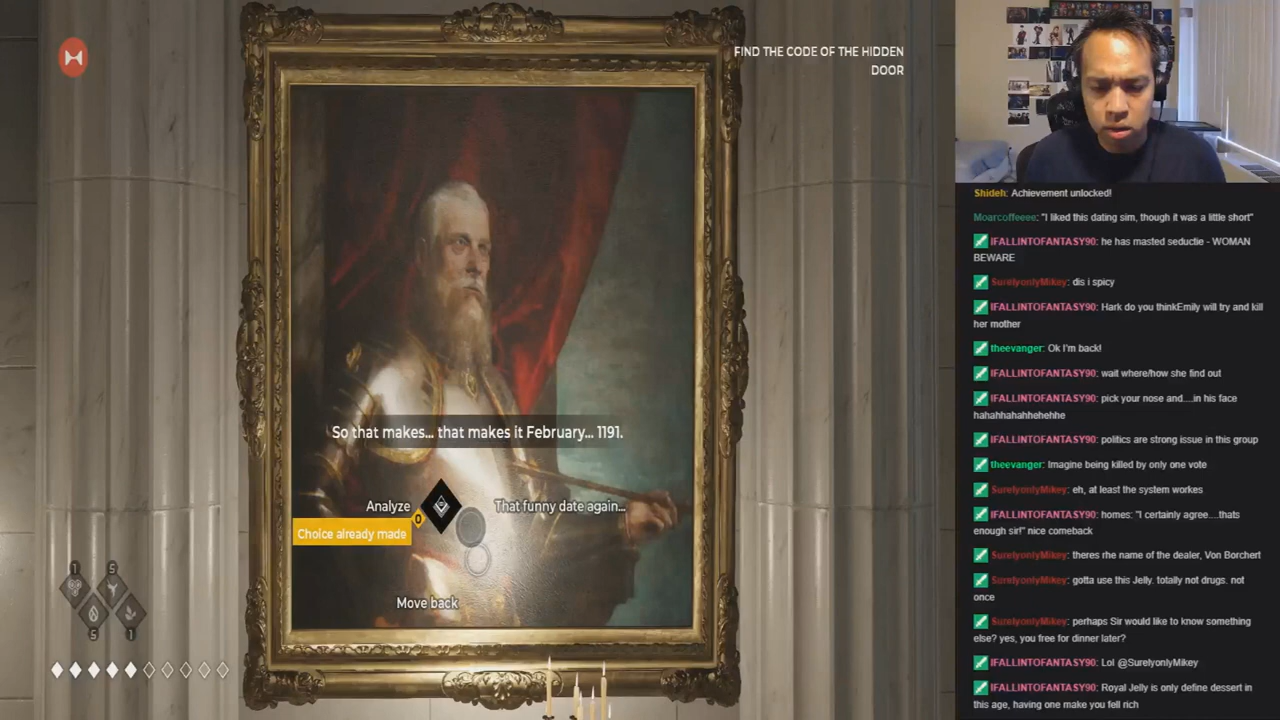 FIND THE CODE OF THE HIDDEN
DOOR
So that makes... that makes it February... 1191.
Analyze
That funny date again...
0
Choice already made
Move back
1
5
5
1
Shideh: Achievement unlocked!
Moarcoffeeee: "I liked this dating sim, though it was a little short"
IFALLINTOFANTASY90: he has masted seductie - WOMAN
BEWARE
SurelyonlyMikey: dis i spicy
IFALLINTOFANTASY90: Hark do you thinkEmily will try and kill
her mother
theevanger: Ok I'm back!
IFALLINTOFANTASY90: wait where/how she find out
IFALLINTOFANTASY90: pick your nose and....in his face
hahahhahahhehehhe
IFALLINTOFANTASY90: politics are strong issue in this group
theevanger: Imagine being killed by only one vote
SurelyonlyMikey: eh, at least the system workes
IFALLINTOFANTASY90: homes: "I certainly agree....thats
enough sir!" nice comeback
SurelyonlyMikey: theres rhe name of the dealer, Von Borchert
SurelyonlyMikey: gotta use this Jelly. totally not drugs. not
once
SurelyonlyMikey: perhaps Sir would like to know something
else? yes, you free for dinner later?
IFALLINTOFANTASY90: Lol @SurelyonlyMikey
IFALLINTOFANTASY90: Royal Jelly is only define dessert in
this age, having one make you fell rich